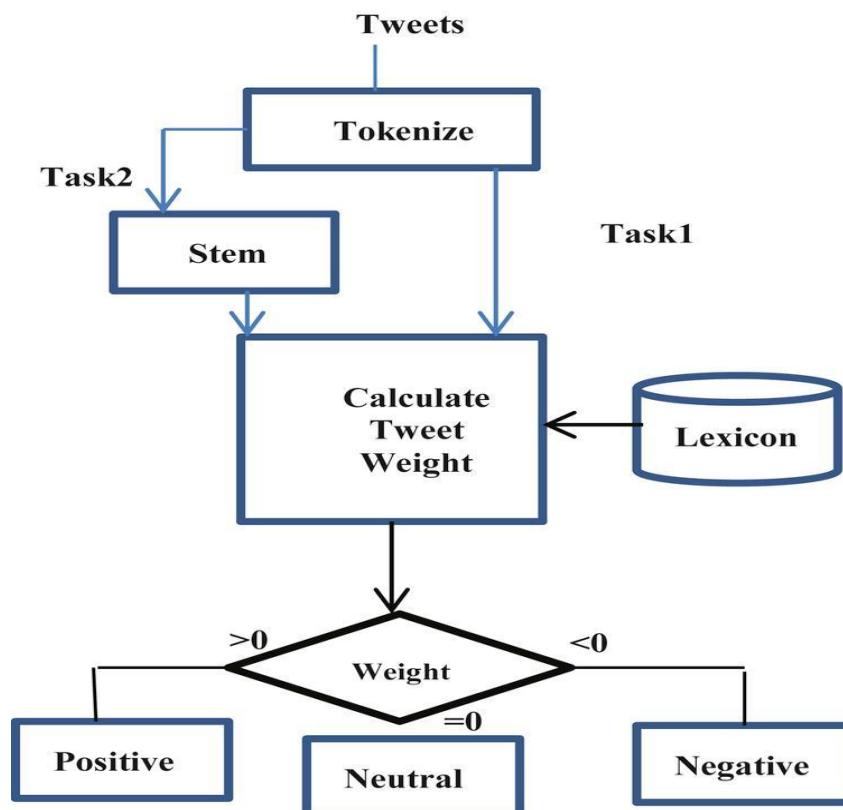 Tweets
Tokenize
Task2
Stem
Task1
Calculate
Tweet
Weight
Lexicon
>0
<0
Weight
=0
Positive
Neutral
Negative